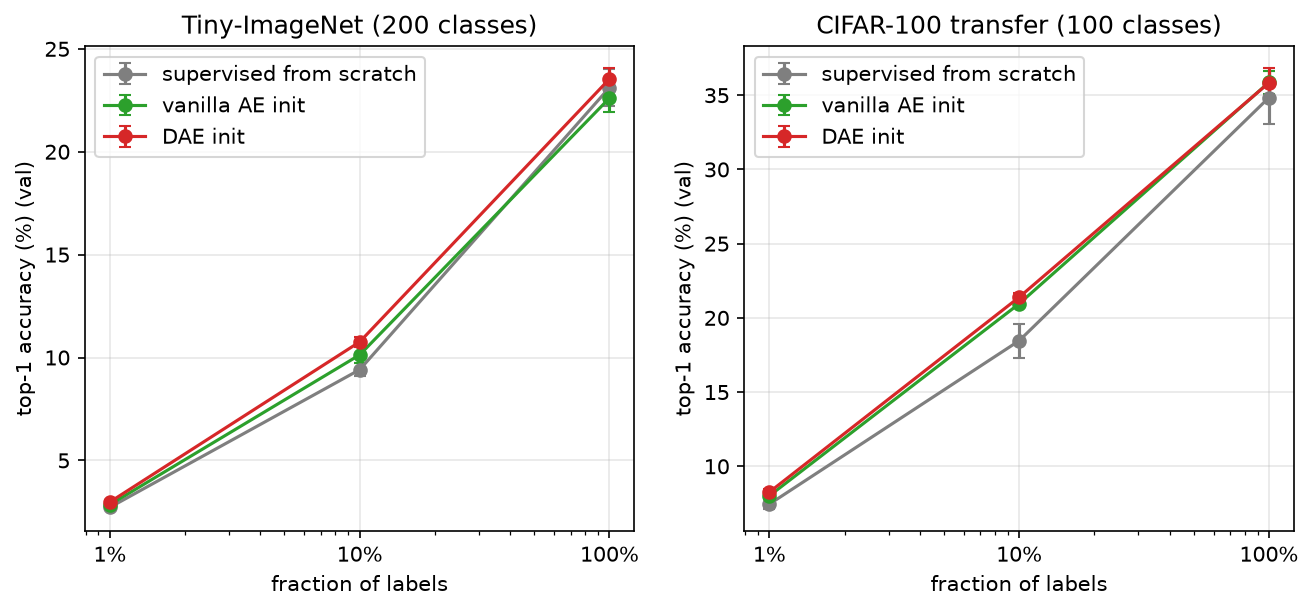 Tiny-ImageNet (200 classes)
25
20
15
10
5
top-1 accuracy (%) (val)
supervised from scratch
vanilla AE init
DAE init
1%
10%
100%
fraction of labels
CIFAR-100 transfer (100 classes)
35
30
25
20
15
10
top-1 accuracy (%) (val)
supervised from scratch
vanilla AE init
DAE init
1%
10%
100%
fraction of labels